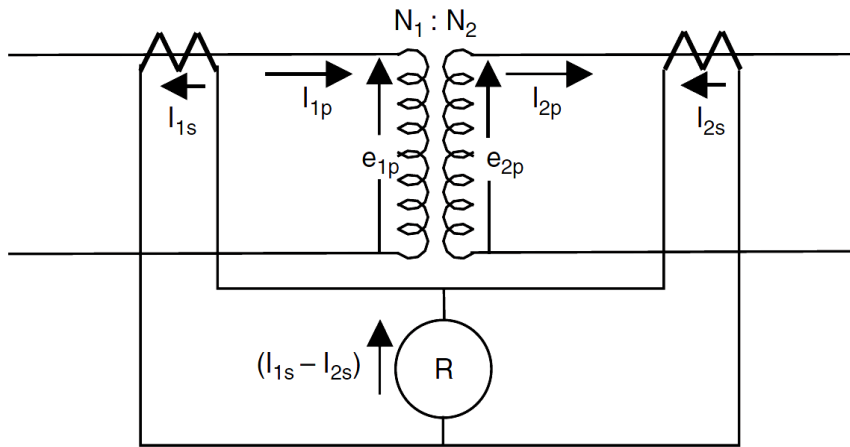 N₁ : N₂
I₁ₚ
I₂ₚ
I₁ₛ
I₂ₛ
e₁ₚ
e₂ₚ
(I₁ₛ – I₂ₛ)
R